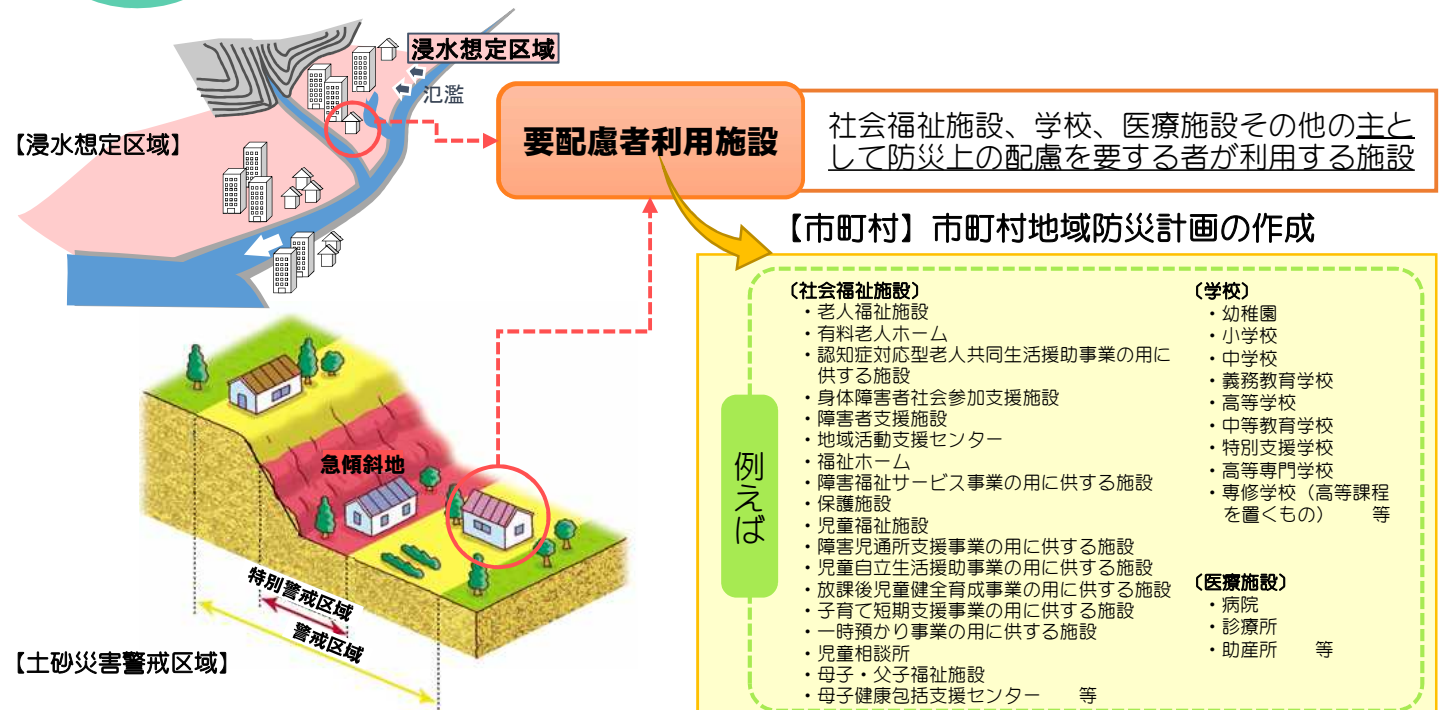 浸水想定区域
氾濫
【浸水想定区域】
要配慮者利用施設
社会福祉施設、学校、医療施設その他の主と
して防災上の配慮を要する者が利用する施設
【市町村】市町村地域防災計画の作成
例えば
（社会福祉施設）
・老人福祉施設
・有料老人ホーム
・認知症対応型老人共同生活援助事業の用に
供する施設
・身体障害者社会参加支援施設
・障害者支援施設
・地域活動支援センター
・福祉ホーム
・障害福祉サービス事業の用に供する施設
・保護施設
・児童福祉施設
・障害児通所支援事業の用に供する施設
・児童自立生活援助事業の用に供する施設
・放課後児童健全育成事業の用に供する施設
・子育て短期支援事業の用に供する施設
・一時預かり事業の用に供する施設
・児童相談所
・母子・父子福祉施設
・母子健康包括支援センター　等
（学校）
・幼稚園
・小学校
・中学校
・義務教育学校
・高等学校
・中等教育学校
・特別支援学校
・高等専門学校
・専修学校（高等課程
を置くもの）　等
（医療施設）
・病院
・診療所
・助産所　等
急傾斜地
特別警戒区域
警戒区域
【土砂災害警戒区域】